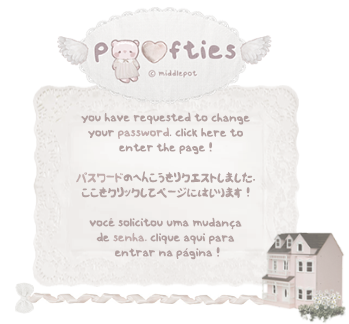 poofties
© middlepot
you have requested to change
your password. click here to
enter the page !
パスワードのへんこうをリクエストしました.
ここをクリックしてページにはいります !
você solicitou uma mudança
de senha. clique aqui para
entrar na página !